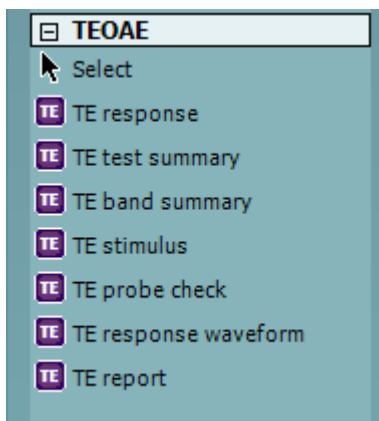 TEOAE
Select
TE TE response
TE TE test summary
TE TE band summary
TE TE stimulus
TE TE probe check
TE TE response waveform
TE TE report